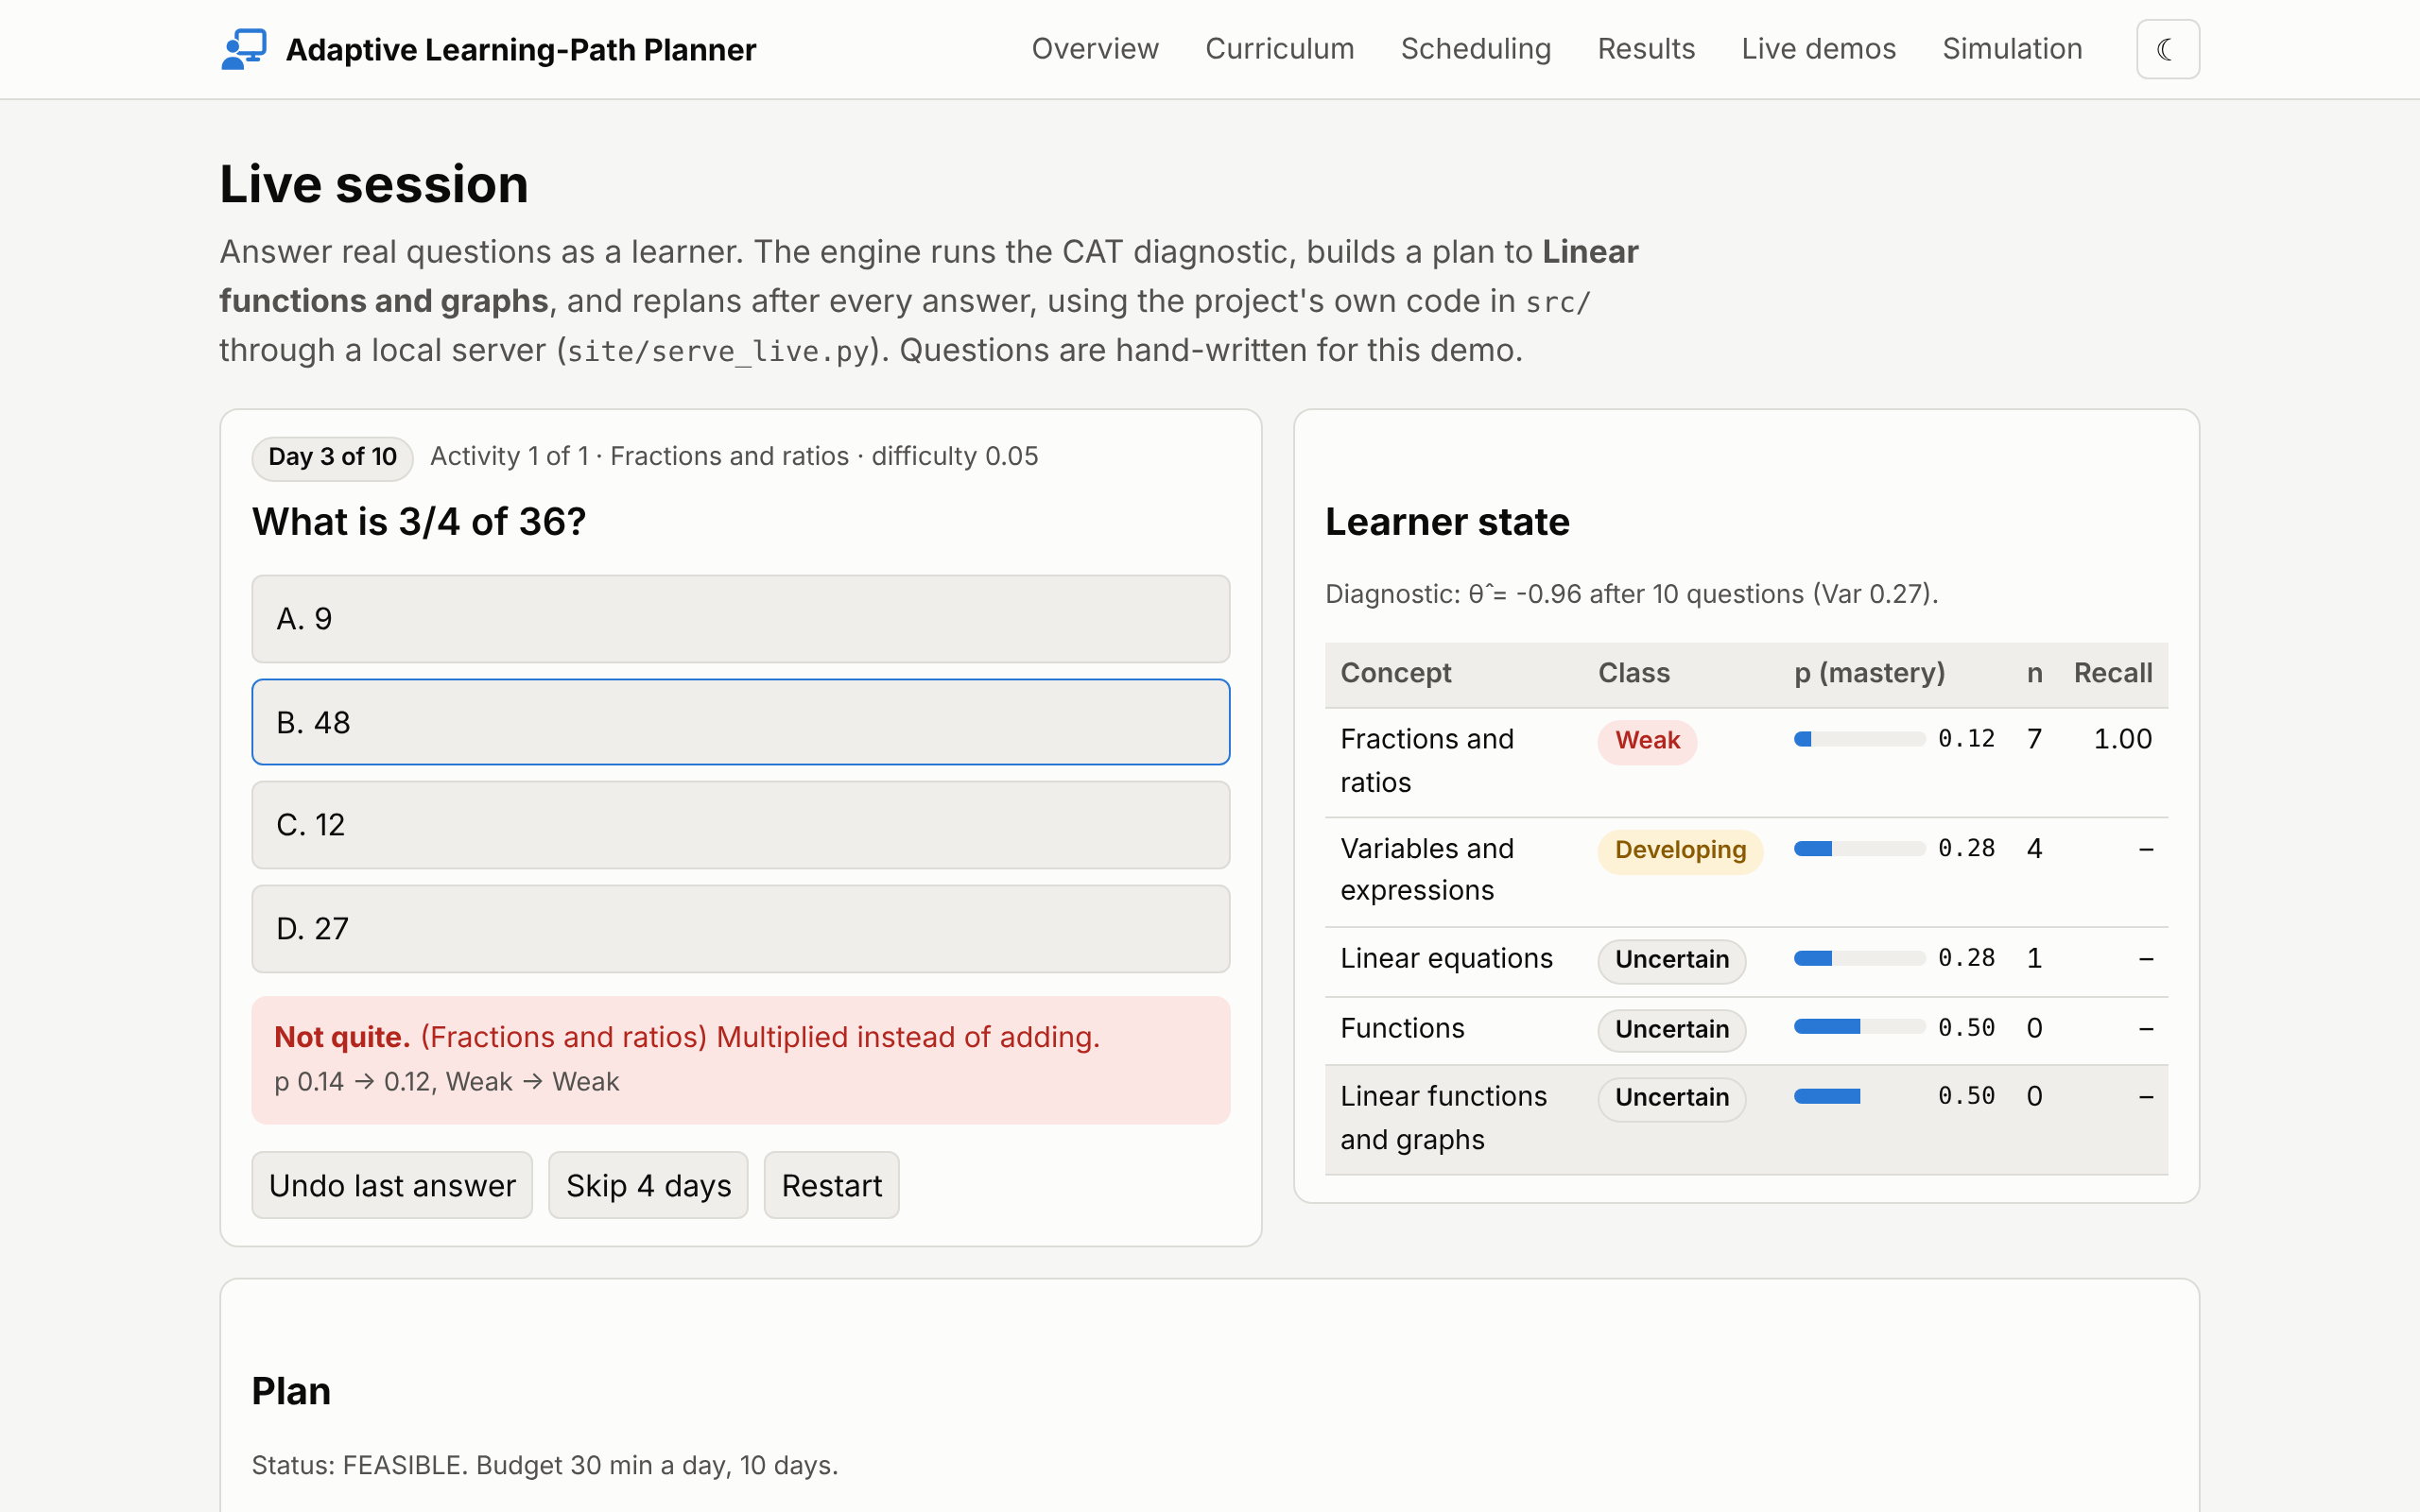 Adaptive Learning-Path Planner
Overview
Curriculum
Scheduling
Results
Live demos
Simulation
Live session
Answer real questions as a learner. The engine runs the CAT diagnostic, builds a plan to Linear
functions and graphs, and replans after every answer, using the project's own code in src/
through a local server (site/serve_live.py). Questions are hand-written for this demo.
Day 3 of 10 Activity 1 of 1 · Fractions and ratios · difficulty 0.05
What is 3/4 of 36?
A. 9
B. 48
C. 12
D. 27
Not quite. (Fractions and ratios) Multiplied instead of adding.
p 0.14 → 0.12, Weak → Weak
Undo last answer
Skip 4 days
Restart
Learner state
Diagnostic: θ̂ = -0.96 after 10 questions (Var 0.27).
Concept Class p (mastery) n Recall
Fractions and Weak 0.12 7 1.00
ratios
Variables and Developing 0.28 4 –
expressions
Linear equations Uncertain 0.28 1 –
Functions Uncertain 0.50 0 –
Linear functions Uncertain 0.50 0 –
and graphs
Plan
Status: FEASIBLE. Budget 30 min a day, 10 days.